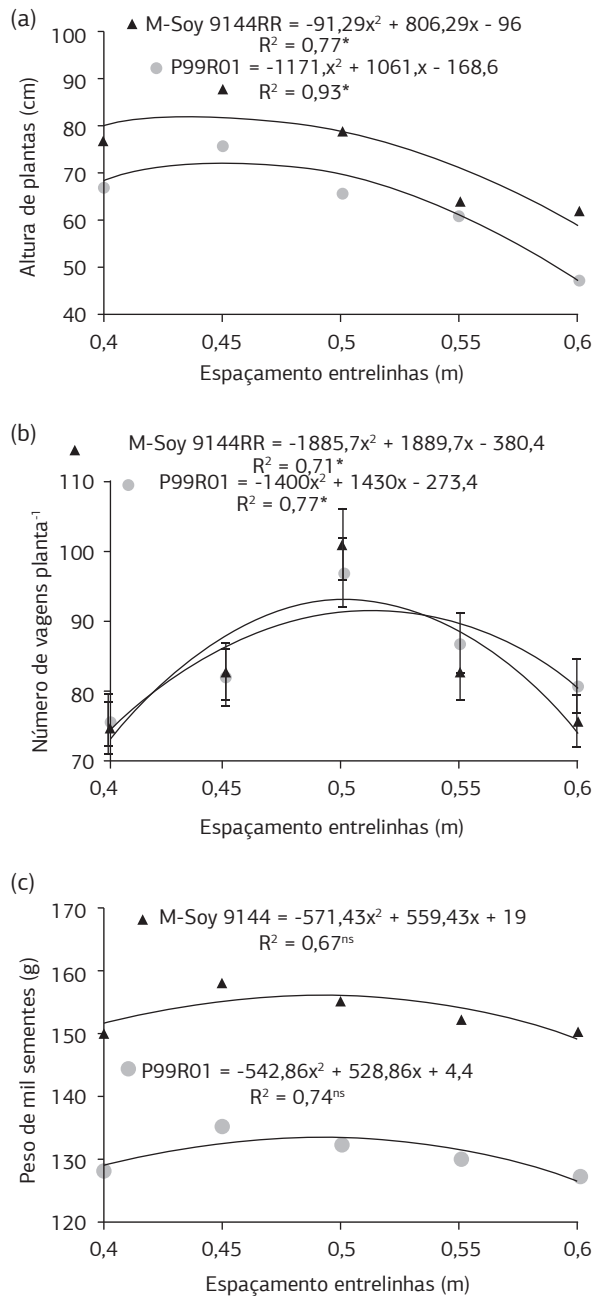 (a)
M-Soy 9144RR = -91,29x² + 806,29x - 96
R² = 0,77*
P99R01 = -1171,x² + 1061,x - 168,6
R² = 0,93*
Altura de plantas (cm)
100
90
80
70
60
50
40
0,4 0,45 0,5 0,55 0,6
Espaçamento entrelinhas (m)
(b)
M-Soy 9144RR = -1885,7x² + 1889,7x - 380,4
R² = 0,71*
P99R01 = -1400x² + 1430x - 273,4
R² = 0,77*
Número de vagens planta⁻¹
110
100
90
80
70
0,4 0,45 0,5 0,55 0,6
Espaçamento entrelinhas (m)
(c)
M-Soy 9144 = -571,43x² + 559,43x + 19
R² = 0,67ⁿˢ
P99R01 = -542,86x² + 528,86x + 4,4
R² = 0,74ⁿˢ
Peso de mil sementes (g)
170
160
150
140
130
120
0,4 0,45 0,5 0,55 0,6
Espaçamento entrelinhas (m)